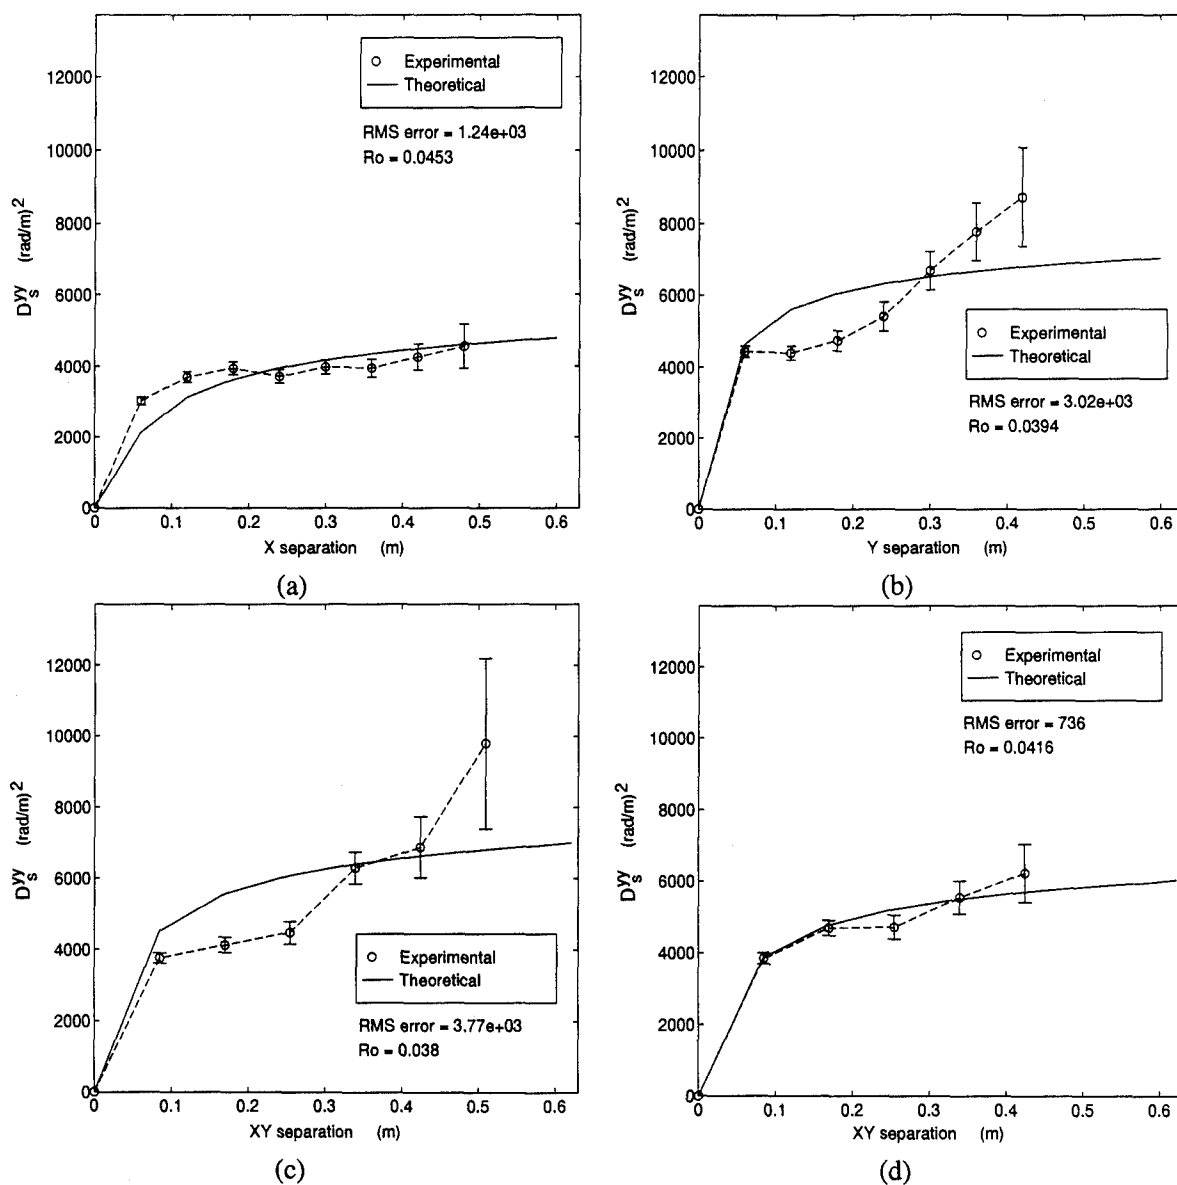 12000
10000
8000
6000
4000
2000
0
D_s^yy (rad/m)^2
Experimental
Theoretical
RMS error = 1.24e+03
Ro = 0.0453
0 0.1 0.2 0.3 0.4 0.5 0.6
X separation (m)
(a)
12000
10000
8000
6000
4000
2000
0
D_s^yy (rad/m)^2
Experimental
Theoretical
RMS error = 3.02e+03
Ro = 0.0394
0 0.1 0.2 0.3 0.4 0.5 0.6
Y separation (m)
(b)
12000
10000
8000
6000
4000
2000
0
D_s^yy (rad/m)^2
Experimental
Theoretical
RMS error = 3.77e+03
Ro = 0.038
0 0.1 0.2 0.3 0.4 0.5 0.6
XY separation (m)
(c)
12000
10000
8000
6000
4000
2000
0
D_s^yy (rad/m)^2
Experimental
Theoretical
RMS error = 736
Ro = 0.0416
0 0.1 0.2 0.3 0.4 0.5 0.6
XY separation (m)
(d)